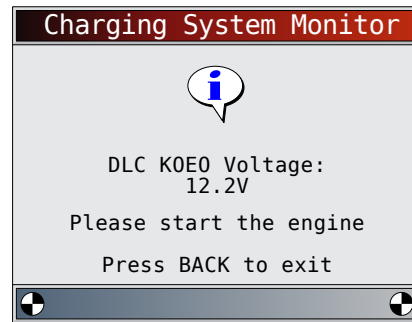 Charging System Monitor
i
DLC KOEO Voltage:
12.2V
Please start the engine
Press BACK to exit